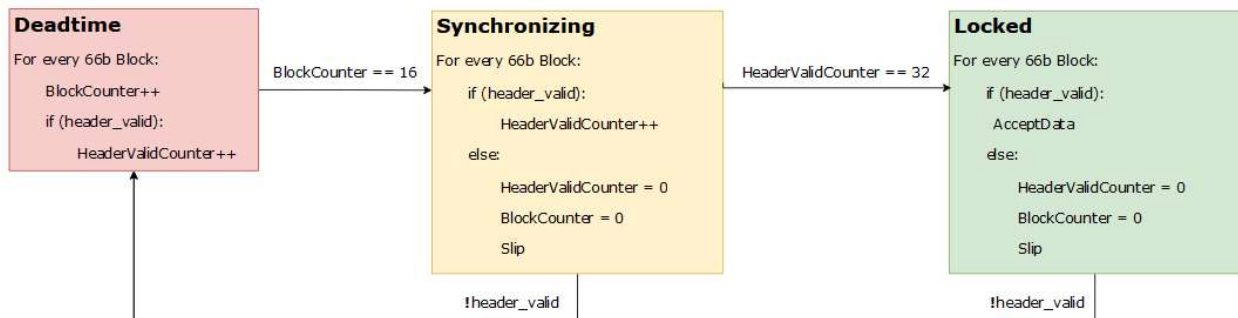 Deadtime
For every 66b Block:
BlockCounter++
if (header_valid):
HeaderValidCounter++
BlockCounter == 16
Synchronizing
For every 66b Block:
if (header_valid):
HeaderValidCounter++
else:
HeaderValidCounter = 0
BlockCounter = 0
Slip
!header_valid
HeaderValidCounter == 32
Locked
For every 66b Block:
if (header_valid):
AcceptData
else:
HeaderValidCounter = 0
BlockCounter = 0
Slip
!header_valid